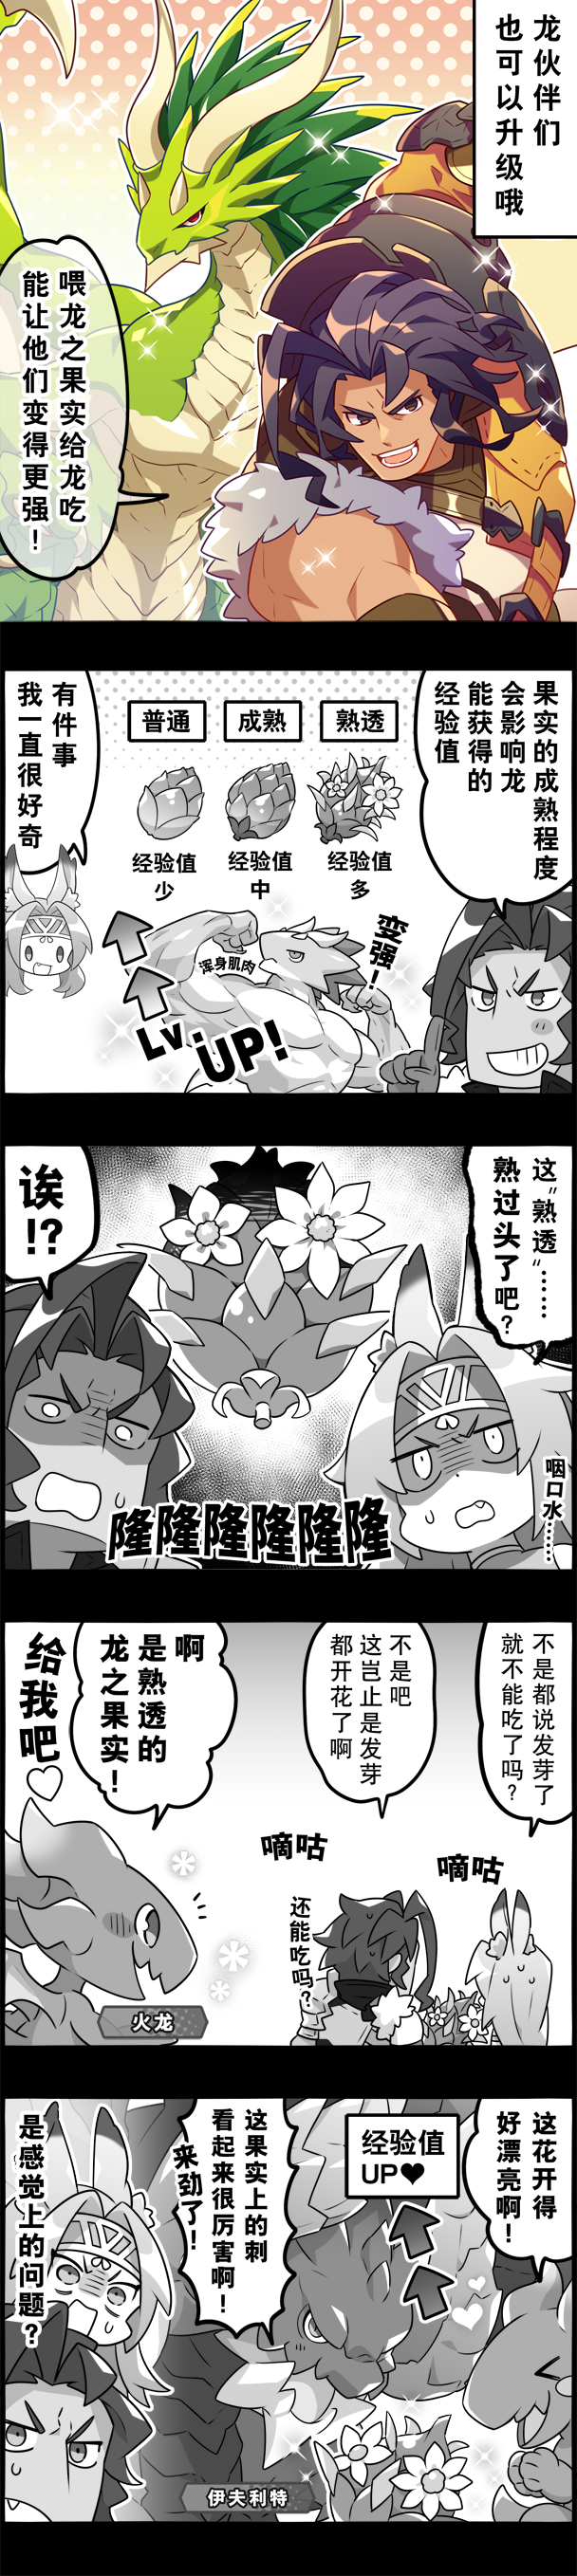 龙伙伴们
也可以升级哦
喂龙之果实给龙吃
能让他们变得更强！
果实的成熟程度
会影响龙
能获得的
经验值
普通
成熟
熟透
经验值
少
经验值
中
经验值
多
有件事
我一直很好奇
变强！
浑身肌肉
Lv.UP!
这"熟透"……
熟过头了吧？
诶!?
咽口水……
隆隆隆隆隆隆
不是都说发芽了
就不能吃了吗？
不是吧
这岂止是发芽
都开花了啊
啊
是熟透的
龙之果实！
给我吧♡
嘀咕
嘀咕
还能吃吗？
火龙
这花开得
好漂亮啊！
经验值
UP♥
这果实上的刺
看起来很厉害啊！
来劲了！
是感觉上的问题？
伊夫利特